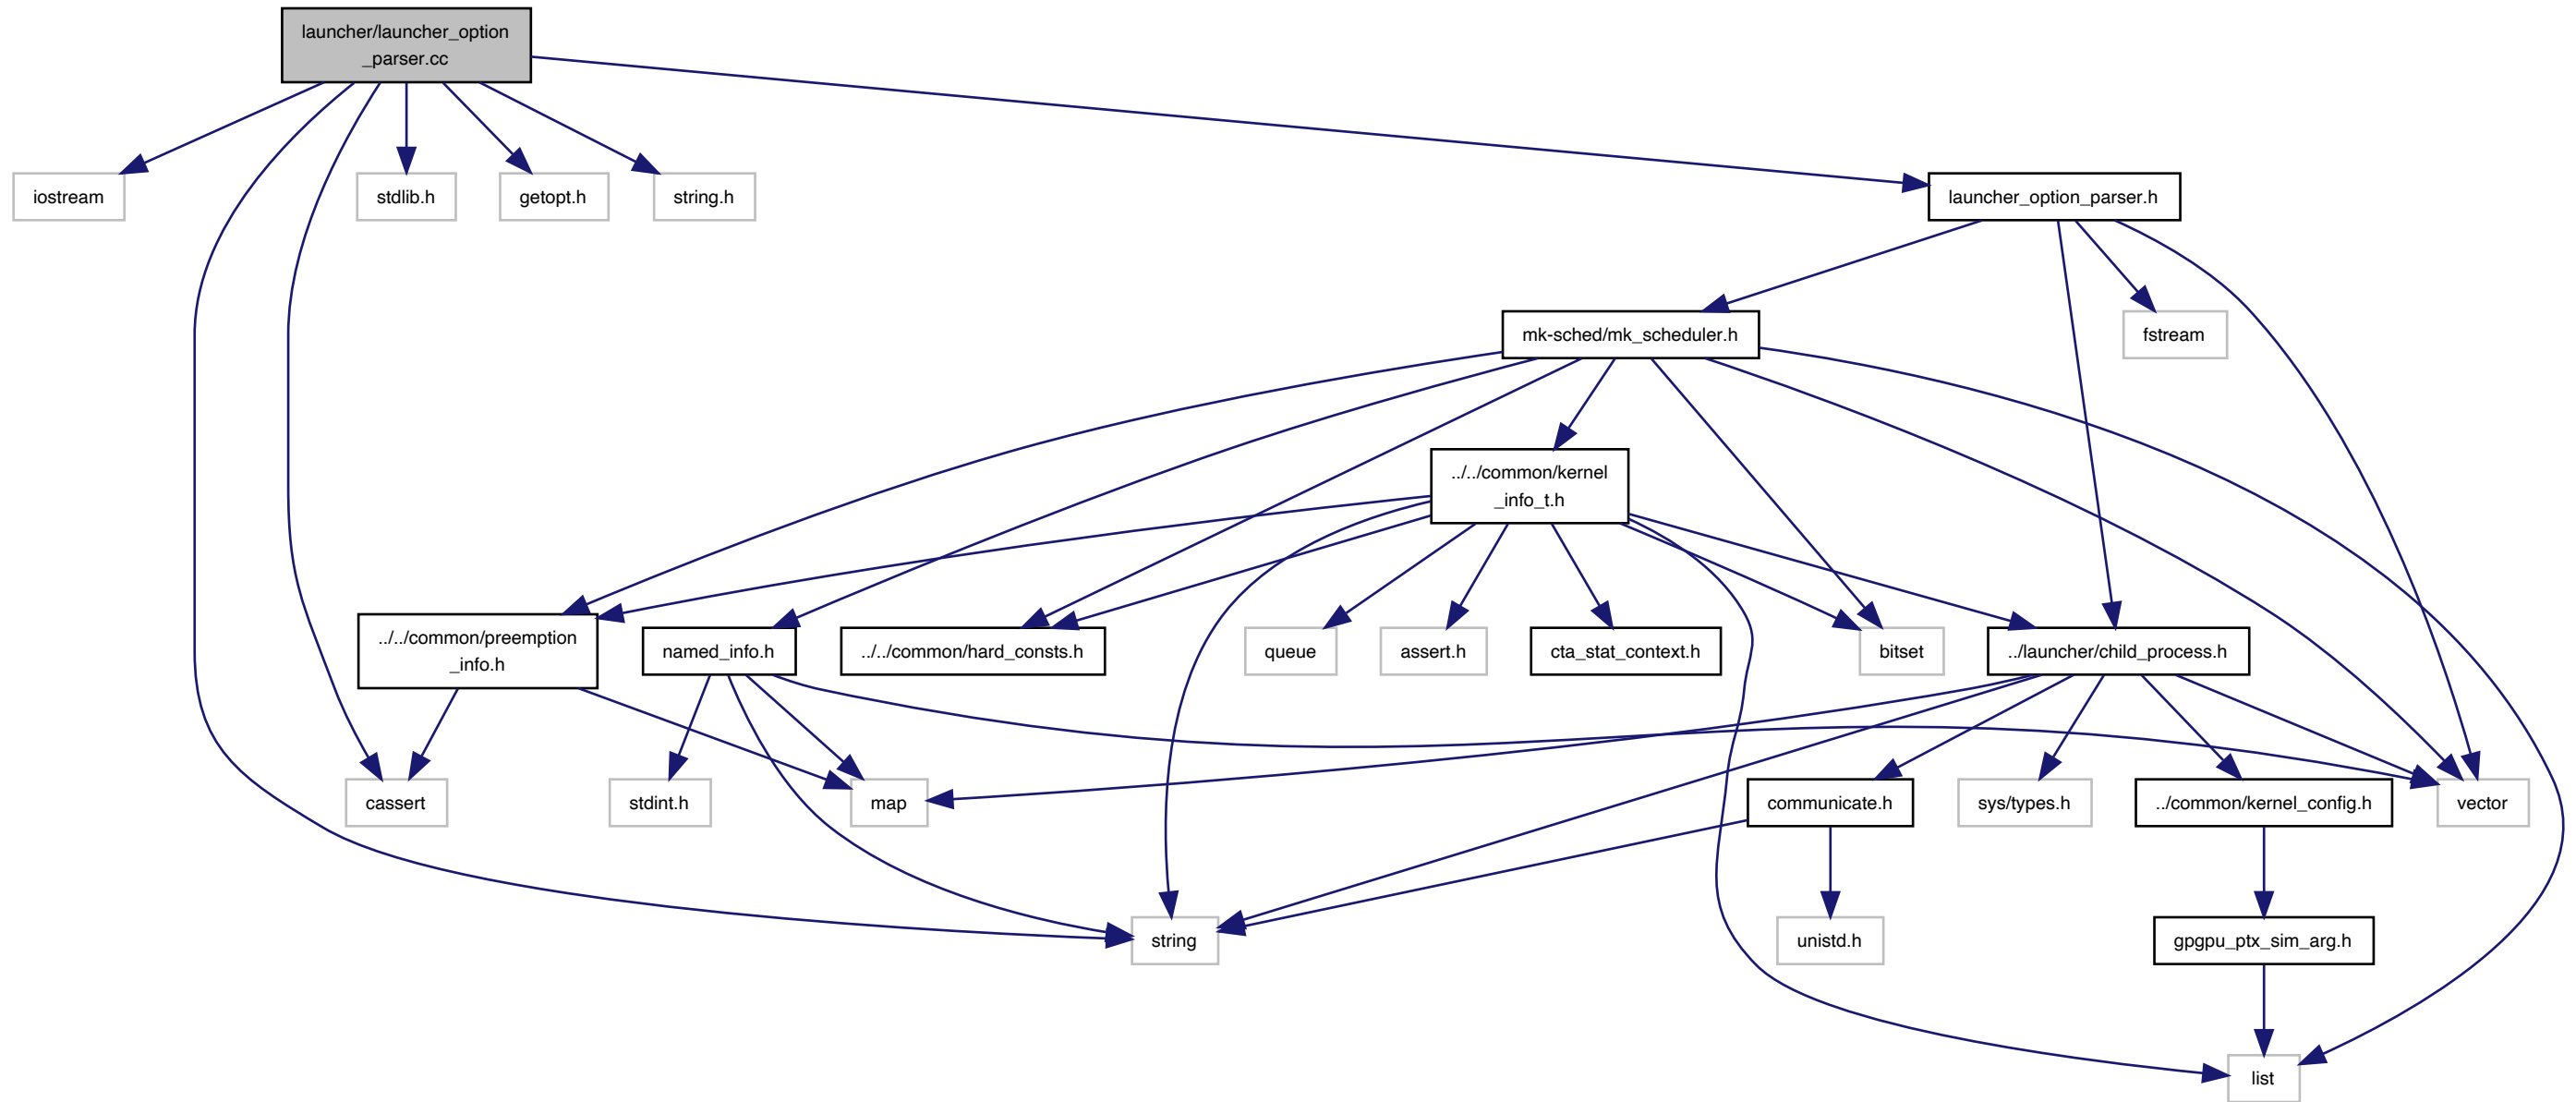 launcher/launcher_option
_parser.cc
iostream
stdlib.h
getopt.h
string.h
launcher_option_parser.h
mk-sched/mk_scheduler.h
fstream
../../common/kernel
_info_t.h
../../common/preemption
_info.h
named_info.h
../../common/hard_consts.h
queue
assert.h
cta_stat_context.h
bitset
../launcher/child_process.h
cassert
stdint.h
map
communicate.h
sys/types.h
../common/kernel_config.h
vector
string
unistd.h
gpgpu_ptx_sim_arg.h
list